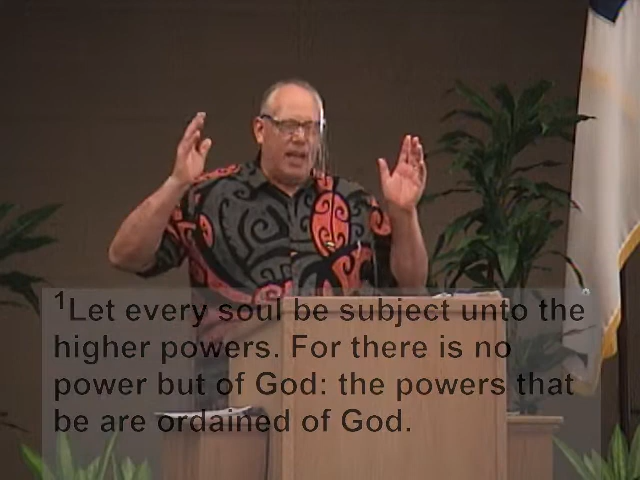 1Let every soul be subject unto the
higher powers. For there is no
power but of God: the powers that
be are ordained of God.